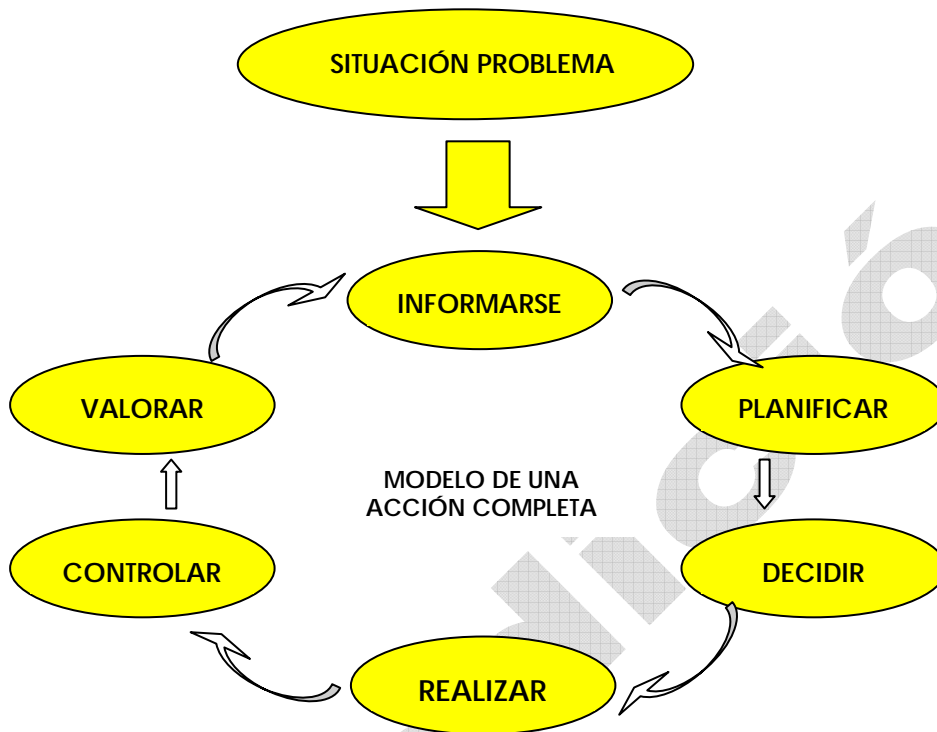 SITUACIÓN PROBLEMA
INFORMARSE
VALORAR
PLANIFICAR
MODELO DE UNA
ACCIÓN COMPLETA
CONTROLAR
DECIDIR
REALIZAR